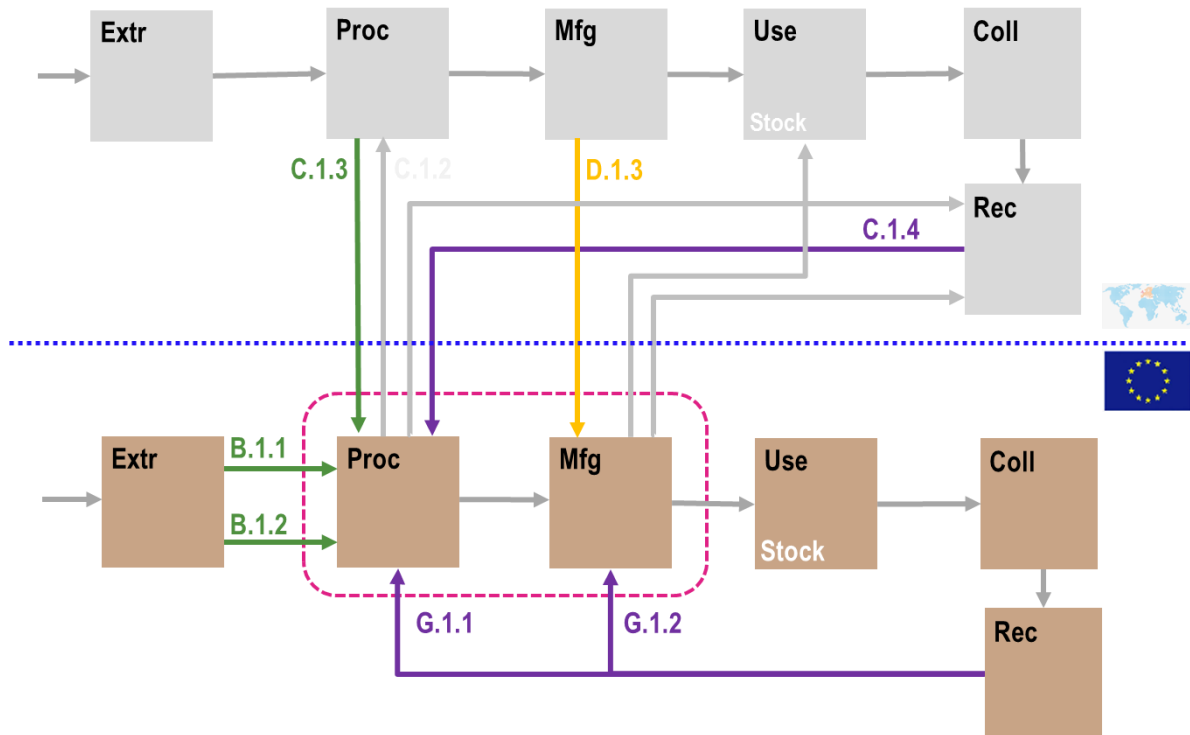 Extr
Proc
Mfg
Use
Coll
Stock
C.1.3
C.1.2
D.1.3
Rec
C.1.4
Extr
B.1.1
B.1.2
Proc
Mfg
Use
Stock
Coll
G.1.1
G.1.2
Rec